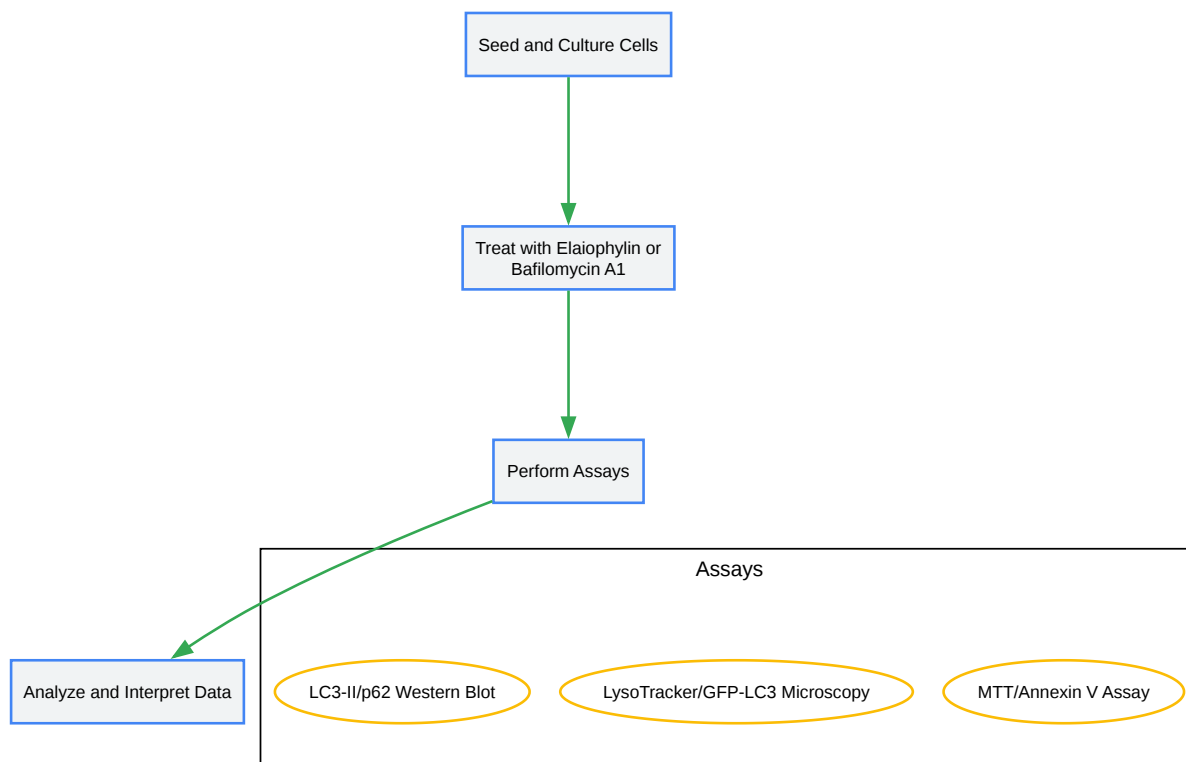 Seed and Culture Cells
Treat with Elaiophylin or
Bafilomycin A1
Perform Assays
Assays
Analyze and Interpret Data
LC3-II/p62 Western Blot
LysoTracker/GFP-LC3 Microscopy
MTT/Annexin V Assay